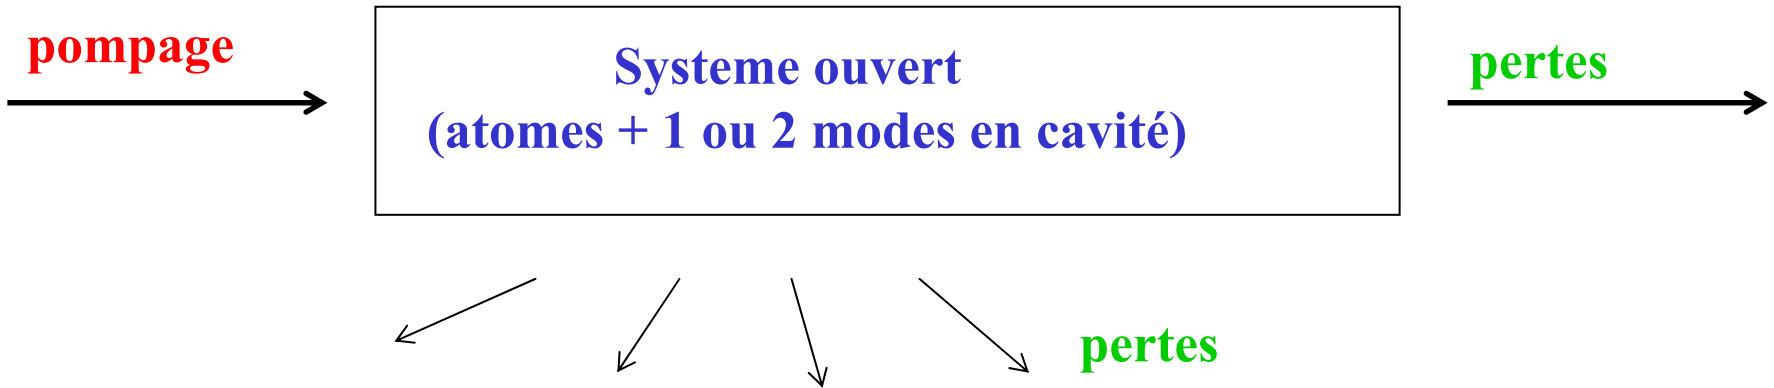 pompage
Systeme ouvert
(atomes + 1 ou 2 modes en cavité)
pertes
pertes